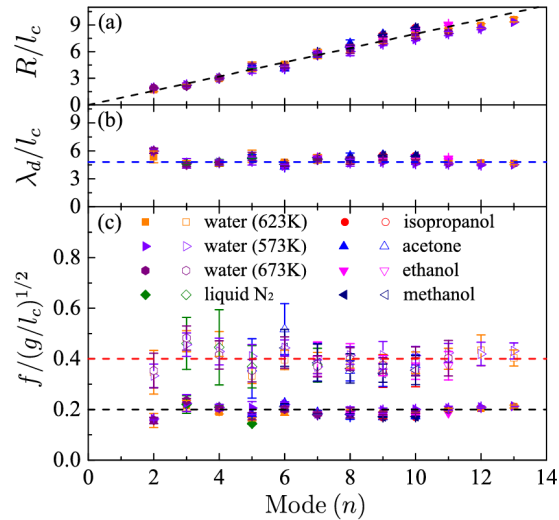 R/l_c
12
9
6
3
0
(a)
λ_d/l_c
9
6
3
0
(b)
f/(g/l_c)^{1/2}
0.8
0.6
0.4
0.2
0.0
(c)
water (623K) isopropanol
water (573K) acetone
water (673K) ethanol
liquid N₂ methanol
0 2 4 6 8 10 12 14
Mode (n)